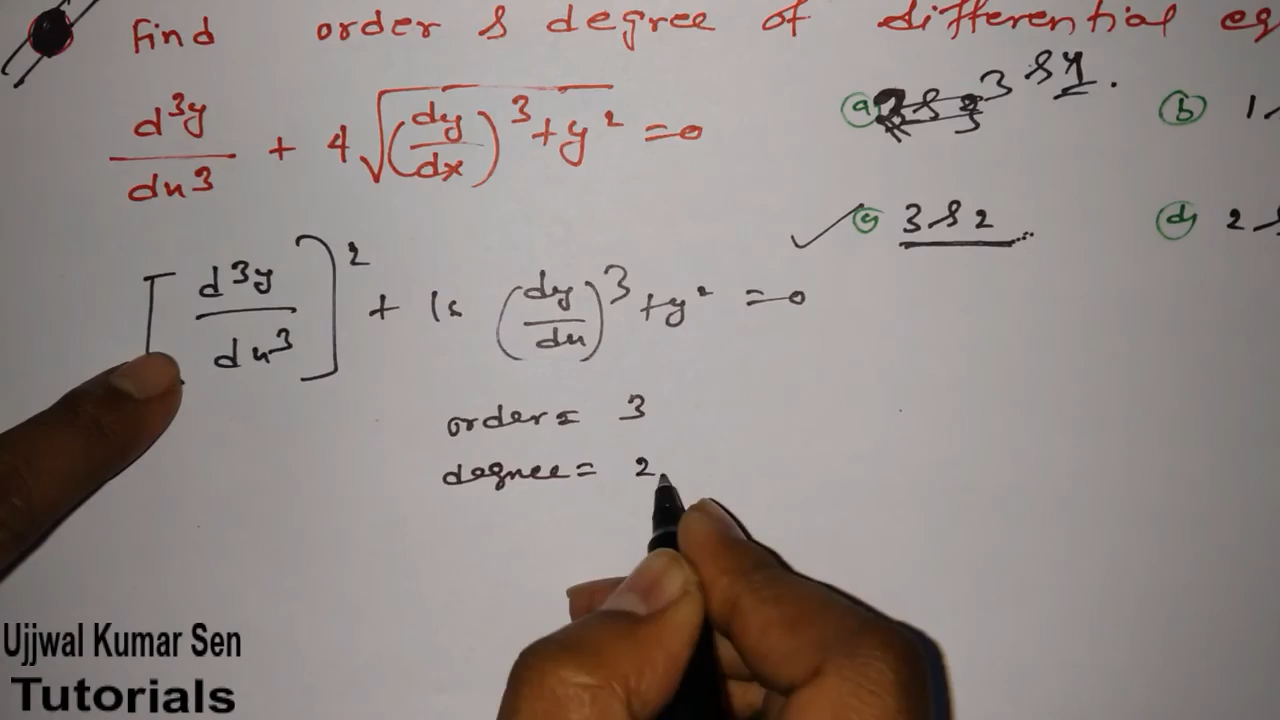 Find order & degree of differential eq
d³y/dx³ + 4√((dy/dx)³ + y²) = 0
ⓐ 3 & 4.
ⓑ 1
ⓒ 3 & 2
ⓓ 2 &
[d³y/dx³]² + 16 (dy/dx)³ + y² = 0
order = 3
degree = 2
Ujjwal Kumar Sen
Tutorials